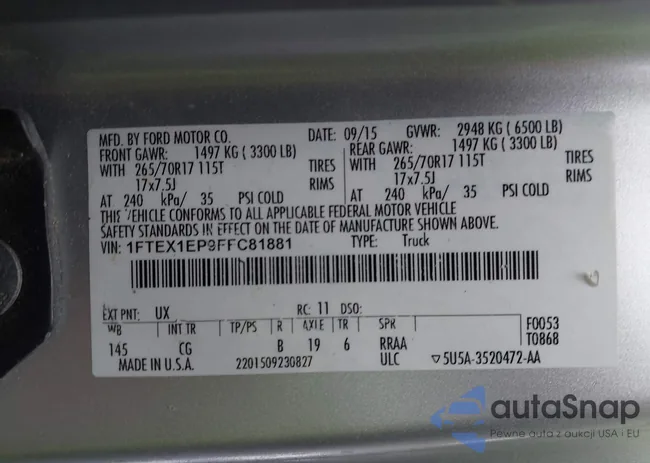 MFD. BY FORD MOTOR CO. DATE: 09/15 GVWR: 2948 KG ( 6500 LB)
FRONT GAWR: 1497 KG ( 3300 LB) REAR GAWR: 1497 KG ( 3300 LB)
WITH 265/70R17 115T TIRES WITH 265/70R17 115T TIRES
17x7.5J RIMS 17x7.5J RIMS
AT 240 kPa/ 35 PSI COLD AT 240 kPa/ 35 PSI COLD
THIS VEHICLE CONFORMS TO ALL APPLICABLE FEDERAL MOTOR VEHICLE
SAFETY STANDARDS IN EFFECT ON THE DATE OF MANUFACTURE SHOWN ABOVE.
VIN: 1FTEX1EP9FFC81881 TYPE: Truck
EXT PNT: UX RC: 11 DSO:
WB INT TR TP/PS R AXLE TR SPR F0053
145 CG B 19 6 RRAA T0868
MADE IN U.S.A. 2201509230827 ULC ▽5U5A-3520472-AA
autaSnap
Pewne auta z aukcji USA i EU